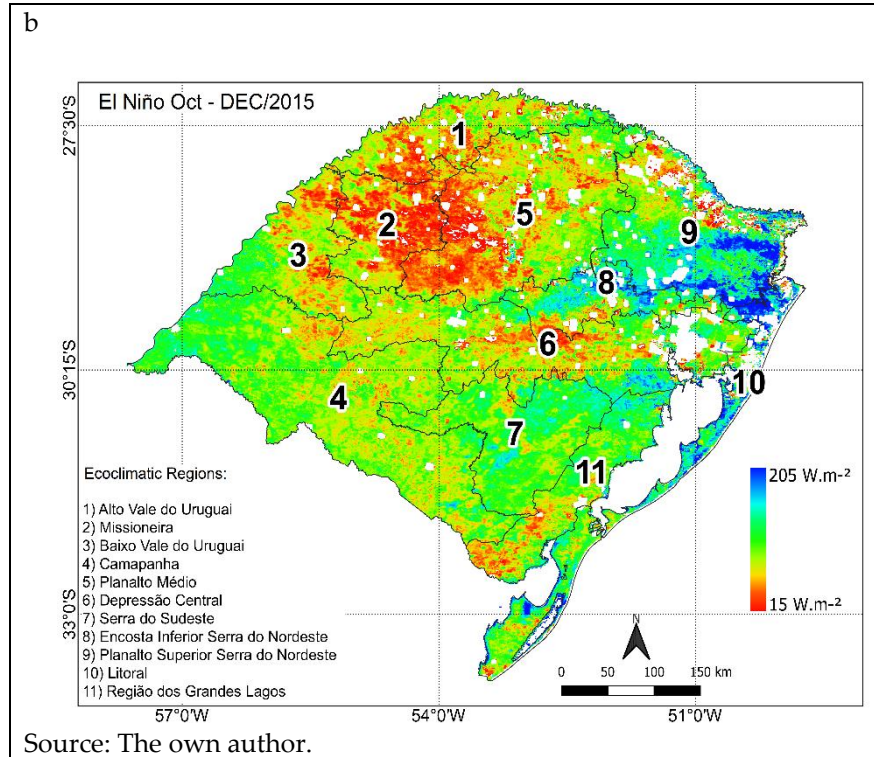 b
El Niño Oct - DEC/2015
27°30'S
30°15'S
33°0'S
1
2
3
4
5
6
7
8
9
10
11
Ecoclimatic Regions:
1) Alto Vale do Uruguai
2) Missioneira
3) Baixo Vale do Uruguai
4) Camapanha
5) Planalto Médio
6) Depressão Central
7) Serra do Sudeste
8) Encosta Inferior Serra do Nordeste
9) Planalto Superior Serra do Nordeste
10) Litoral
11) Região dos Grandes Lagos
205 W.m-²
15 W.m-²
N
0 50 100 150 km
57°0'W 54°0'W 51°0'W
Source: The own author.